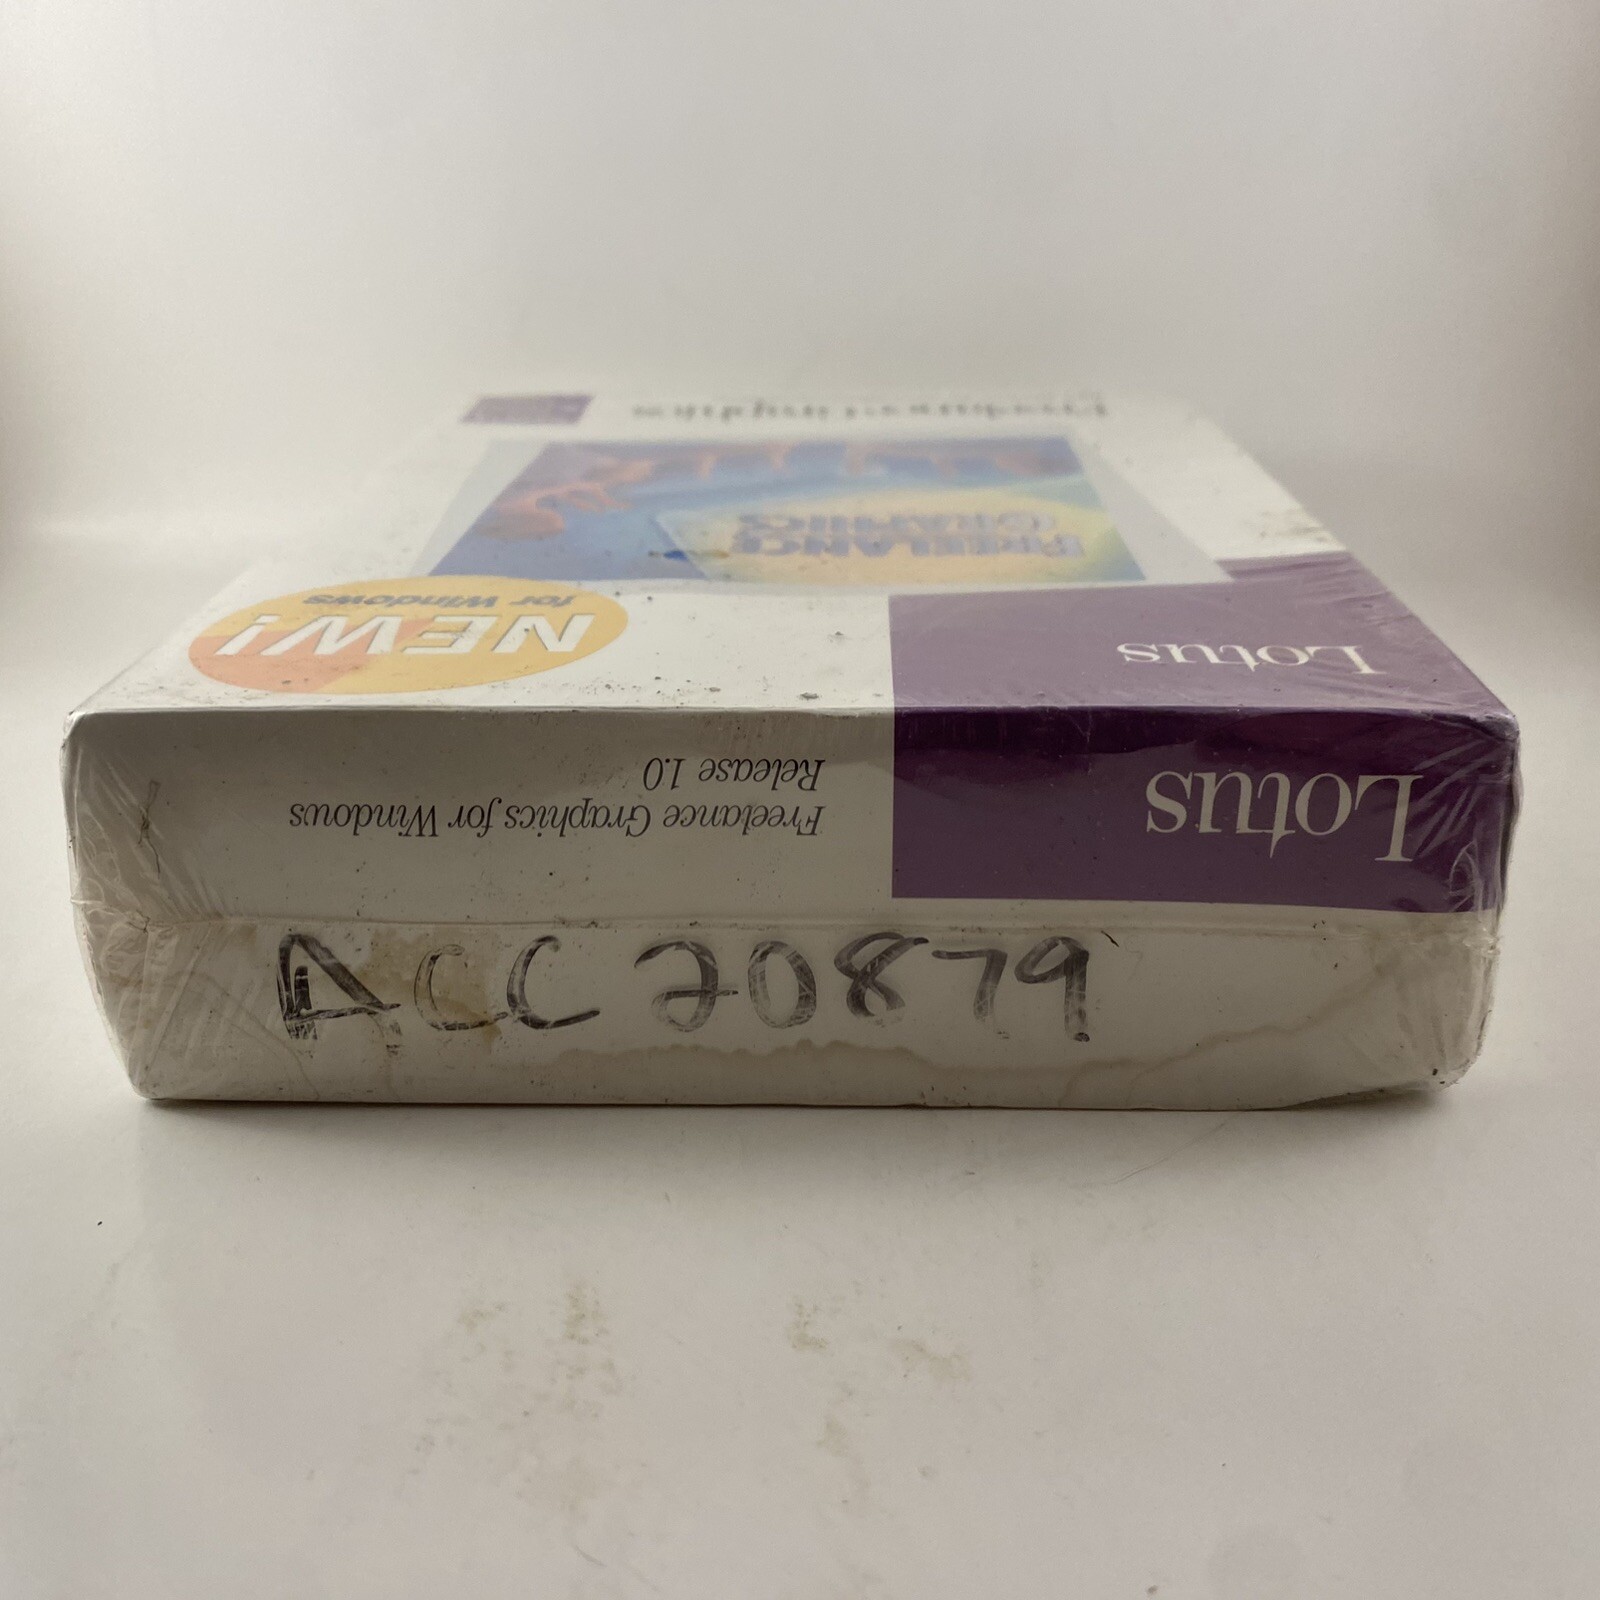 FREELANCE
GRAPHICS
Lotus
NEW!
for Windows
Lotus
Freelance Graphics for Windows
Release 1.0
ACC 20879